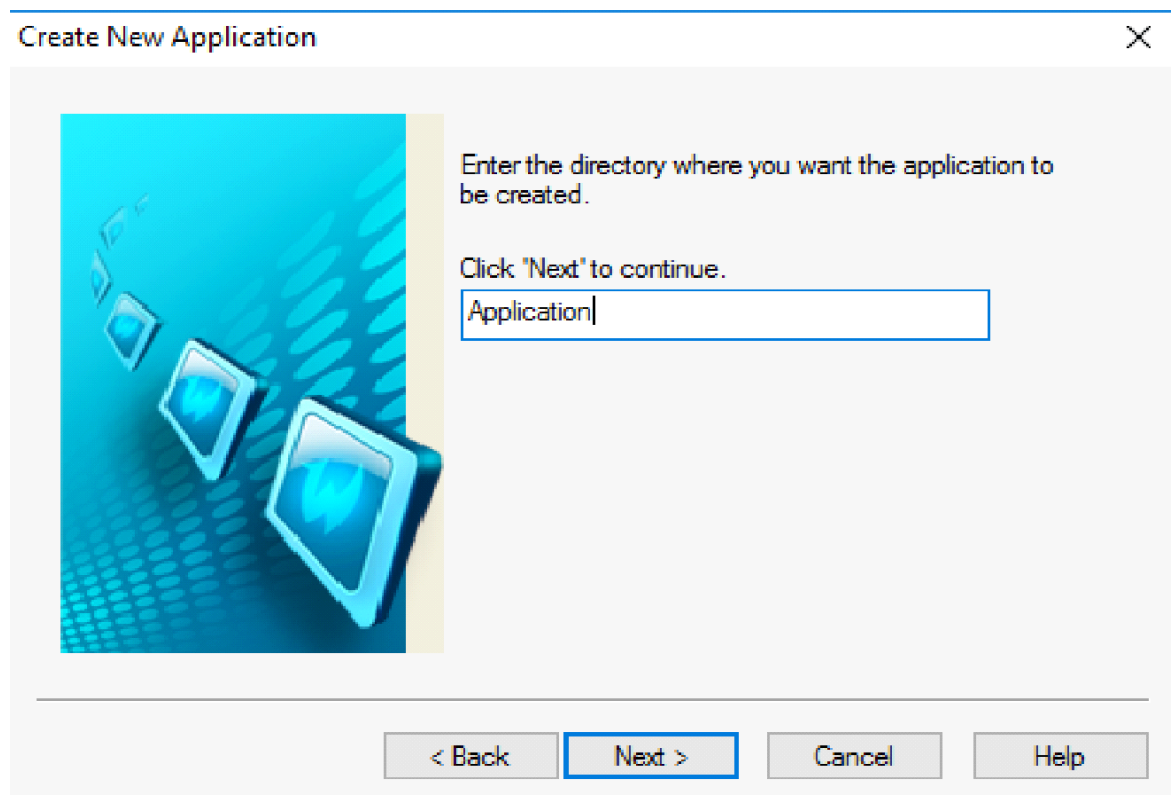 Create New Application
Enter the directory where you want the application to
be created.
Click "Next" to continue.
Application
< Back
Next >
Cancel
Help